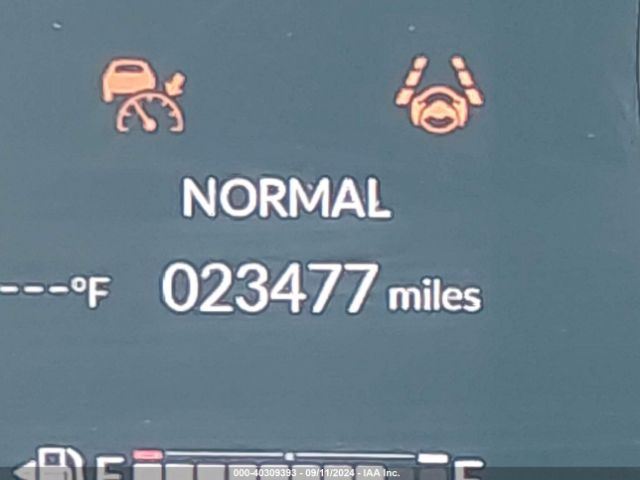 NORMAL
---°F 023477 miles
E F
000-40309393 - 09/11/2024 - IAA Inc.